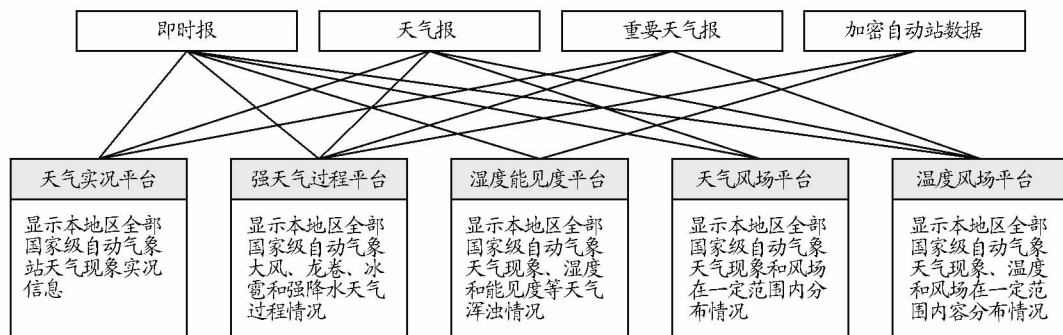 即时报
天气报
重要天气报
加密自动站数据
天气实况平台
强天气过程平台
湿度能见度平台
天气风场平台
温度风场平台
显示本地区全部
国家级自动气象
站天气现象实况
信息
显示本地区全部
国家级自动气象
大风、龙卷、冰
雹和强降水天气
过程情况
显示本地区全部
国家级自动气象
天气现象、湿度
和能见度等天气
浑浊情况
显示本地区全部
国家级自动气象
天气现象和风场
在一定范围内分
布情况
显示本地区全部
国家级自动气象
天气现象、温度
和风场在一定范
围内容分布情况